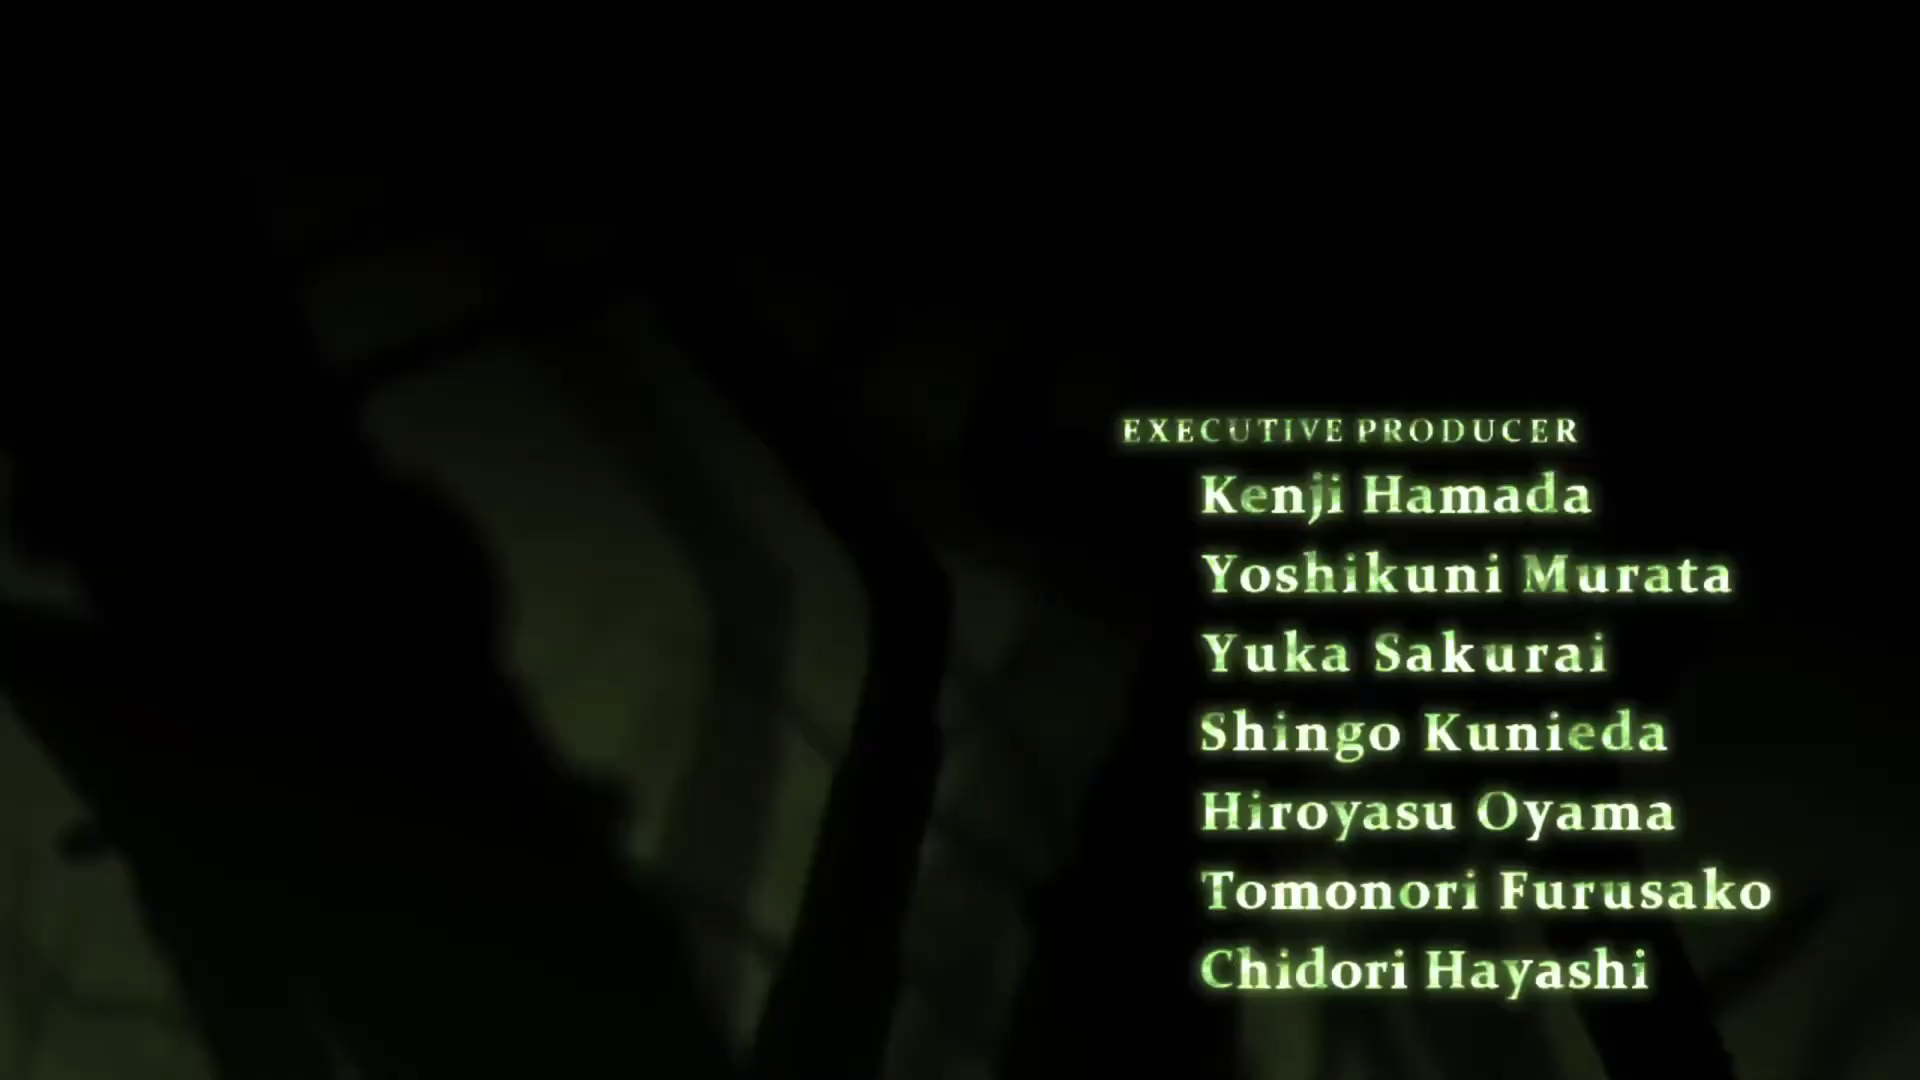 EXECUTIVE PRODUCER
Kenji Hamada
Yoshikuni Murata
Yuka Sakurai
Shingo Kunieda
Hiroyasu Oyama
Tomonori Furusako
Chidori Hayashi